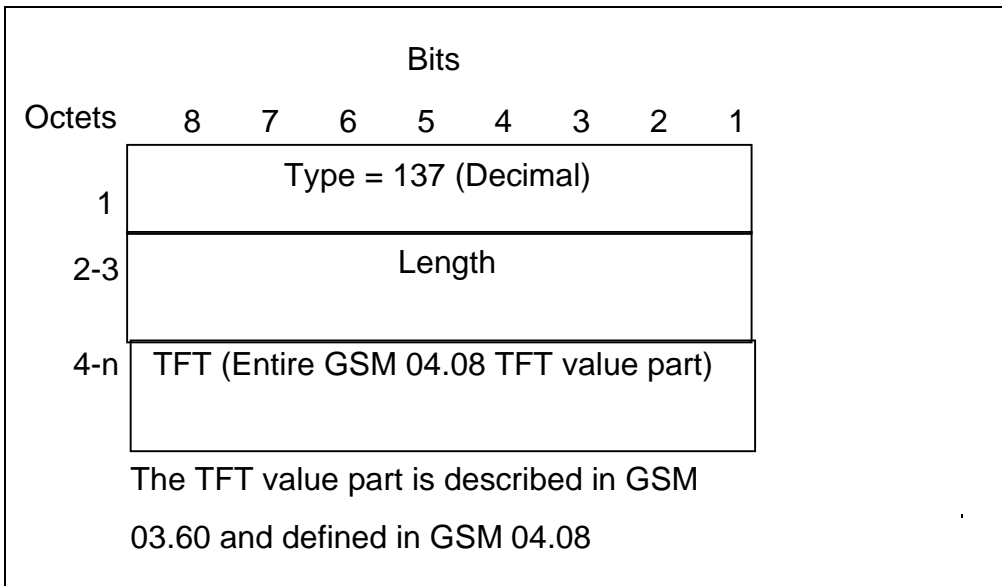 Bits
Octets 8 7 6 5 4 3 2 1
1 Type = 137 (Decimal)
2-3 Length
4-n TFT (Entire GSM 04.08 TFT value part)
The TFT value part is described in GSM
03.60 and defined in GSM 04.08